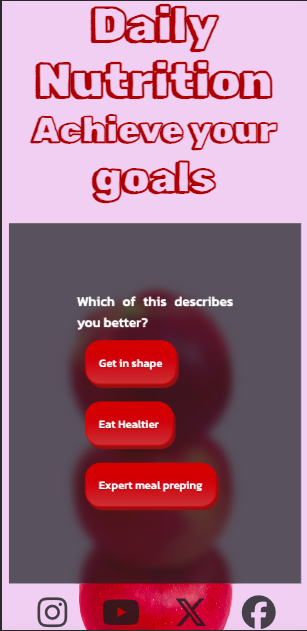 Daily
Nutrition
Achieve your
goals
Which of this describes
you better?
Get in shape
Eat Healtier
Expert meal preping